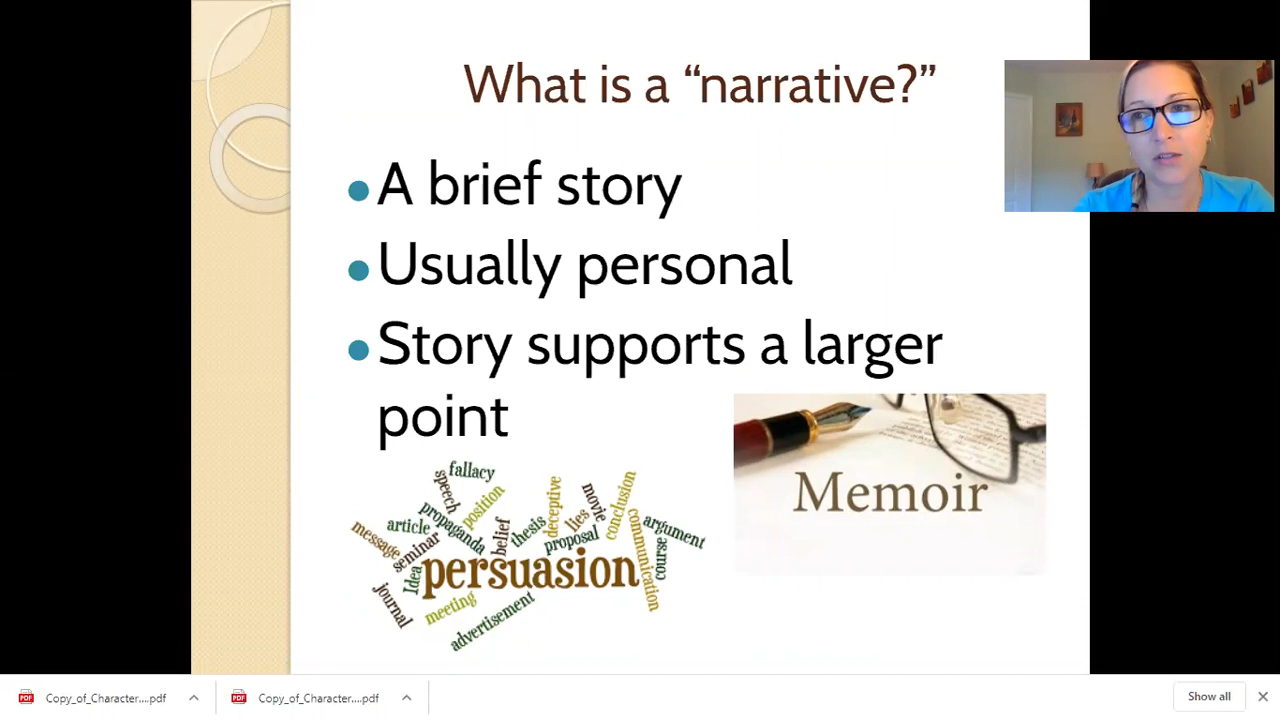 What is a “narrative?”
A brief story
Usually personal
Story supports a larger
point
fallacy
speech
position
propaganda
article
message
seminar
belief
thesis
deceptive
lies
movie
conclusion
proposal
communication
argument
course
Idea
persuasion
journal
meeting
advertisement
Memoir
PDF Copy_of_Character....pdf
PDF Copy_of_Character....pdf
Show all